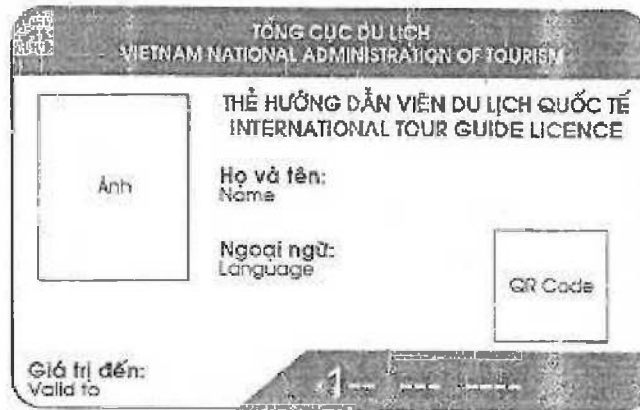 TỔNG CỤC DU LỊCH
VIETNAM NATIONAL ADMINISTRATION OF TOURISM
THẺ HƯỚNG DẪN VIÊN DU LỊCH QUỐC TẾ
INTERNATIONAL TOUR GUIDE LICENCE
Ảnh
Họ và tên:
Name
Ngoại ngữ:
Language
QR Code
Giá trị đến:
Valid to
1-- --- ----